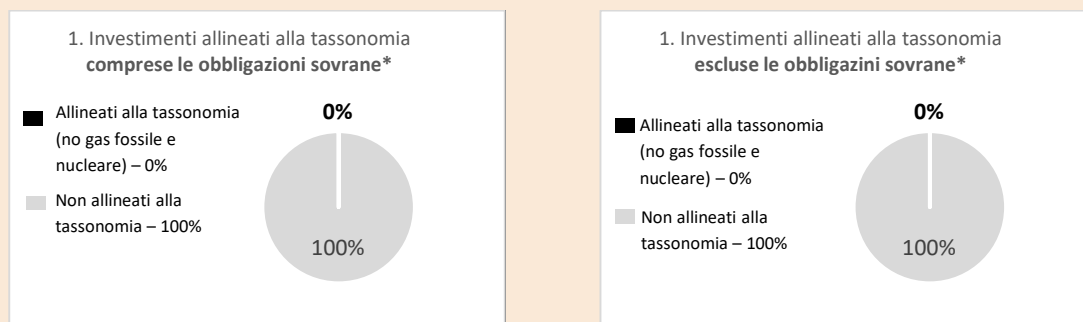 1. Investimenti allineati alla tassonomia
comprese le obbligazioni sovrane*
Allineati alla tassonomia
(no gas fossile e
nucleare) – 0%
Non allineati alla
tassonomia – 100%
0%
100%
1. Investimenti allineati alla tassonomia
escluse le obbligazini sovrane*
Allineati alla tassonomia
(no gas fossile e
nucleare) – 0%
Non allineati alla
tassonomia – 100%
0%
100%